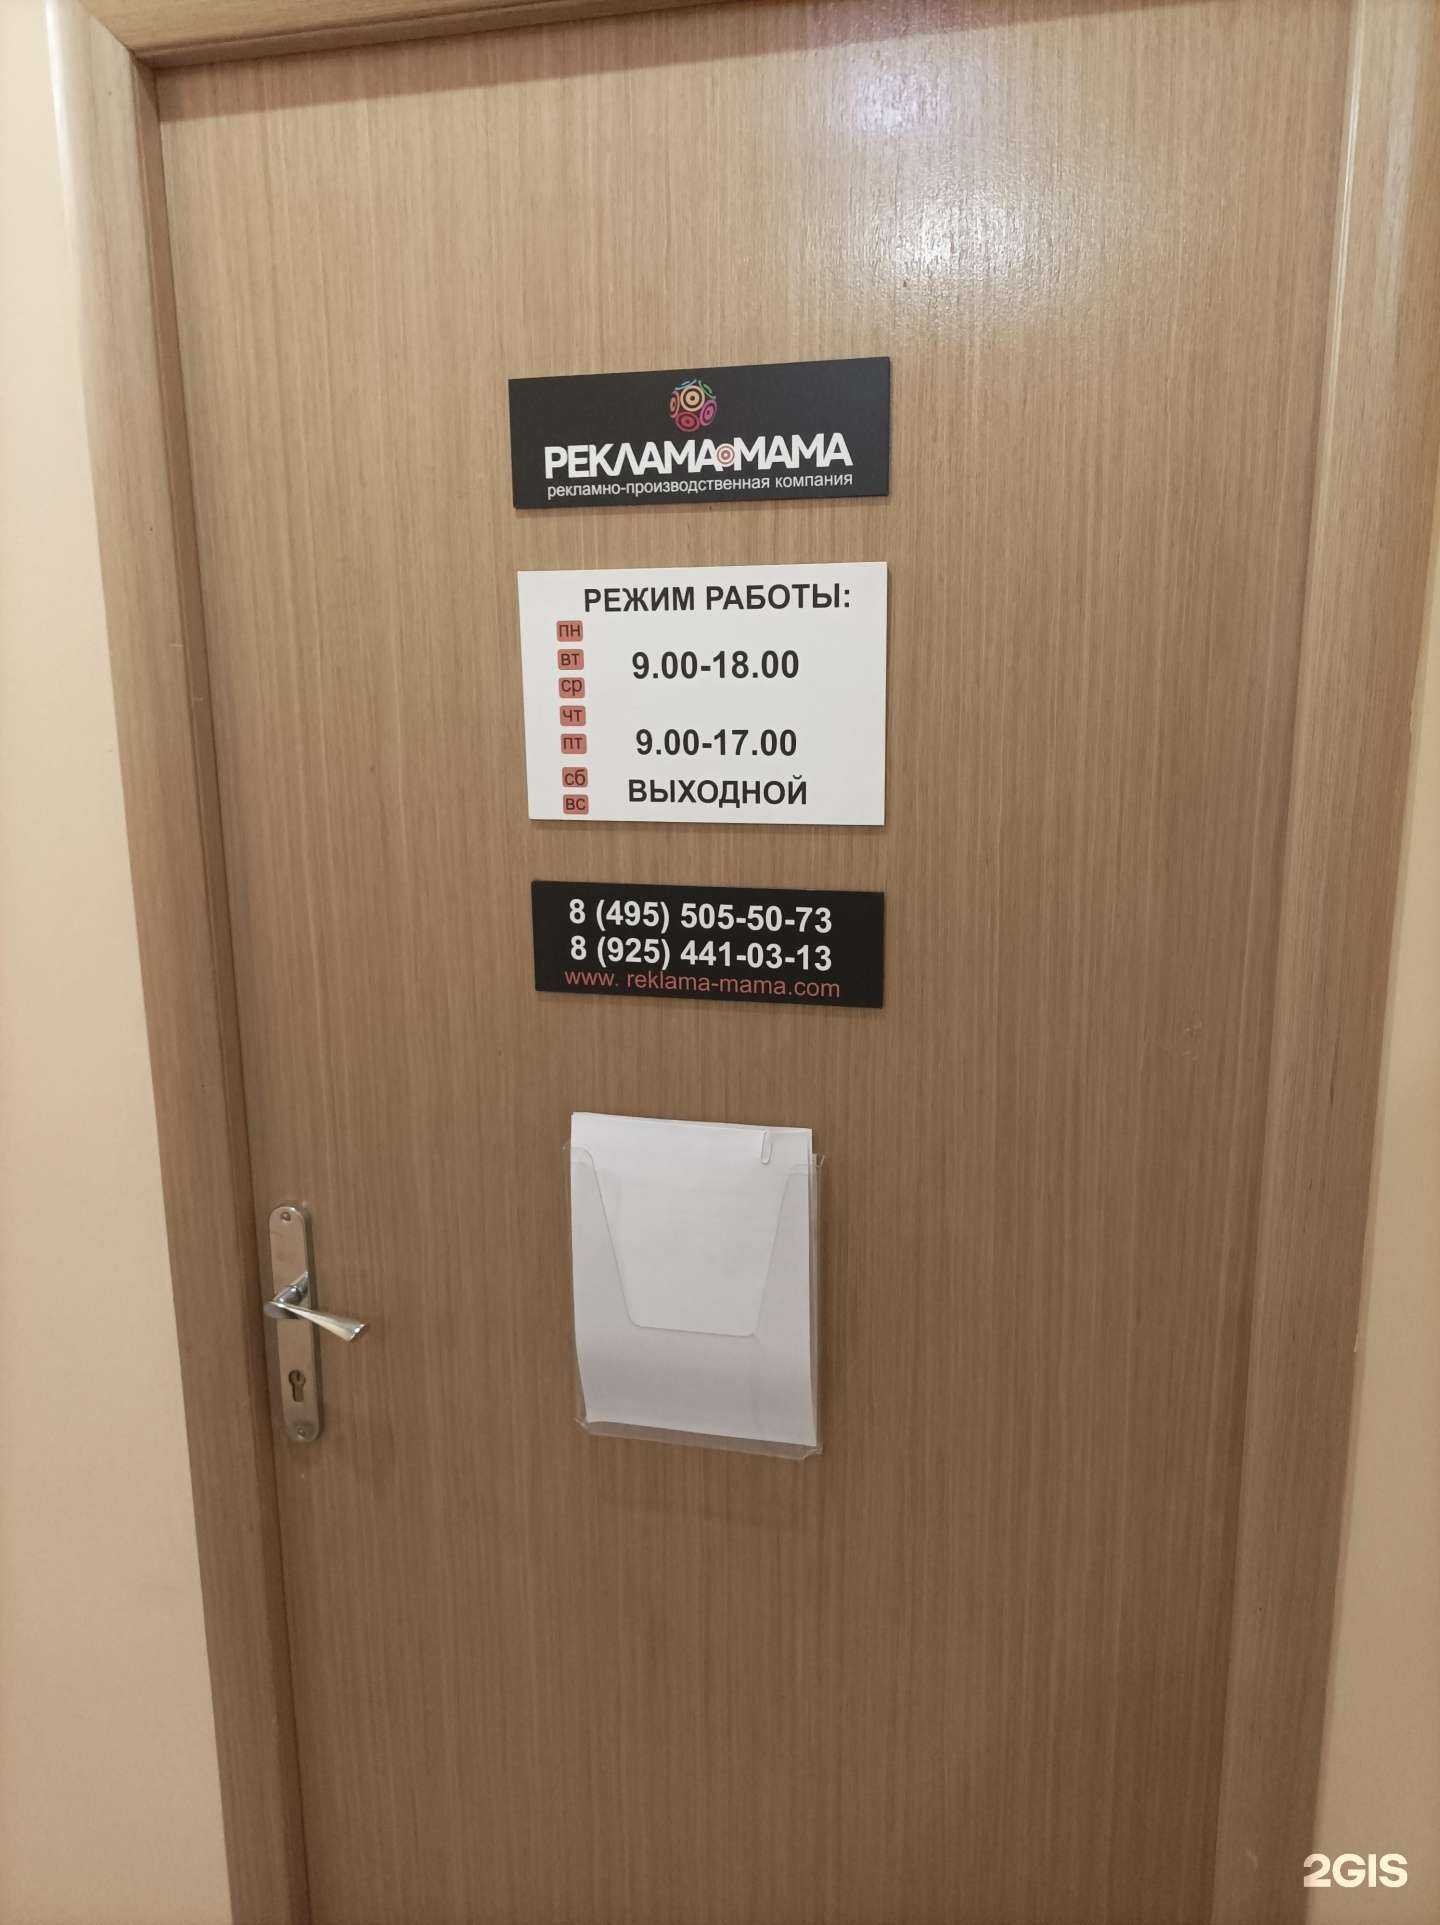 РЕКЛАМА МАМА
рекламно-производственная компания
РЕЖИМ РАБОТЫ:
пн
вт 9.00-18.00
ср
чт
пт 9.00-17.00
сб ВЫХОДНОЙ
вс
8 (495) 505-50-73
8 (925) 441-03-13
www. reklama-mama.com
2GIS